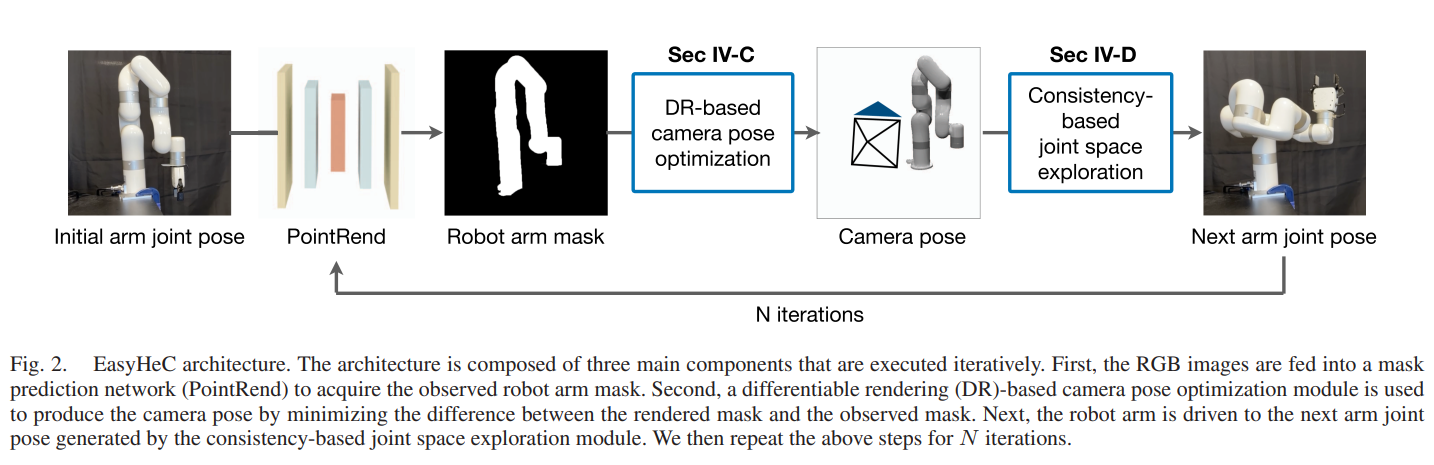 Sec IV-C
Sec IV-D
DR-based
camera pose
optimization
Consistency-
based
joint space
exploration
Initial arm joint pose
PointRend
Robot arm mask
Camera pose
Next arm joint pose
N iterations
Fig. 2. EasyHeC architecture. The architecture is composed of three main components that are executed iteratively. First, the RGB images are fed into a mask
prediction network (PointRend) to acquire the observed robot arm mask. Second, a differentiable rendering (DR)-based camera pose optimization module is used
to produce the camera pose by minimizing the difference between the rendered mask and the observed mask. Next, the robot arm is driven to the next arm joint
pose generated by the consistency-based joint space exploration module. We then repeat the above steps for N iterations.